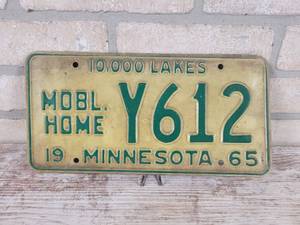 10,000 LAKES
MOBL. HOME Y612
19 MINNESOTA 65